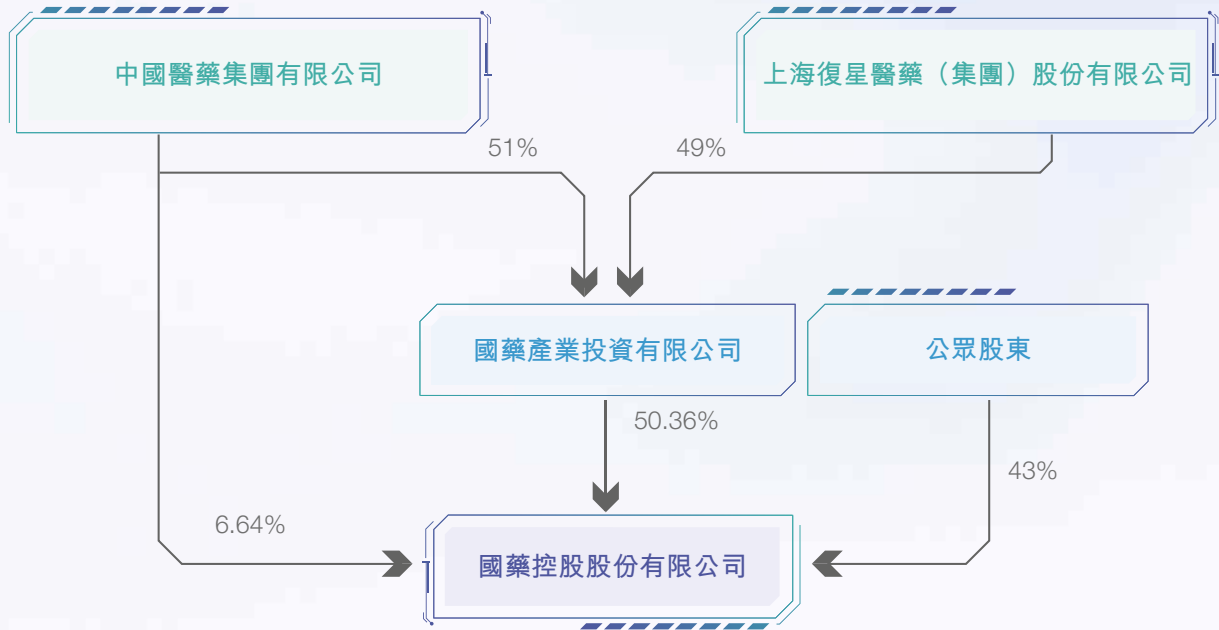 中國醫藥集團有限公司
上海復星醫藥（集團）股份有限公司
51%
49%
國藥產業投資有限公司
公眾股東
50.36%
43%
6.64%
國藥控股股份有限公司